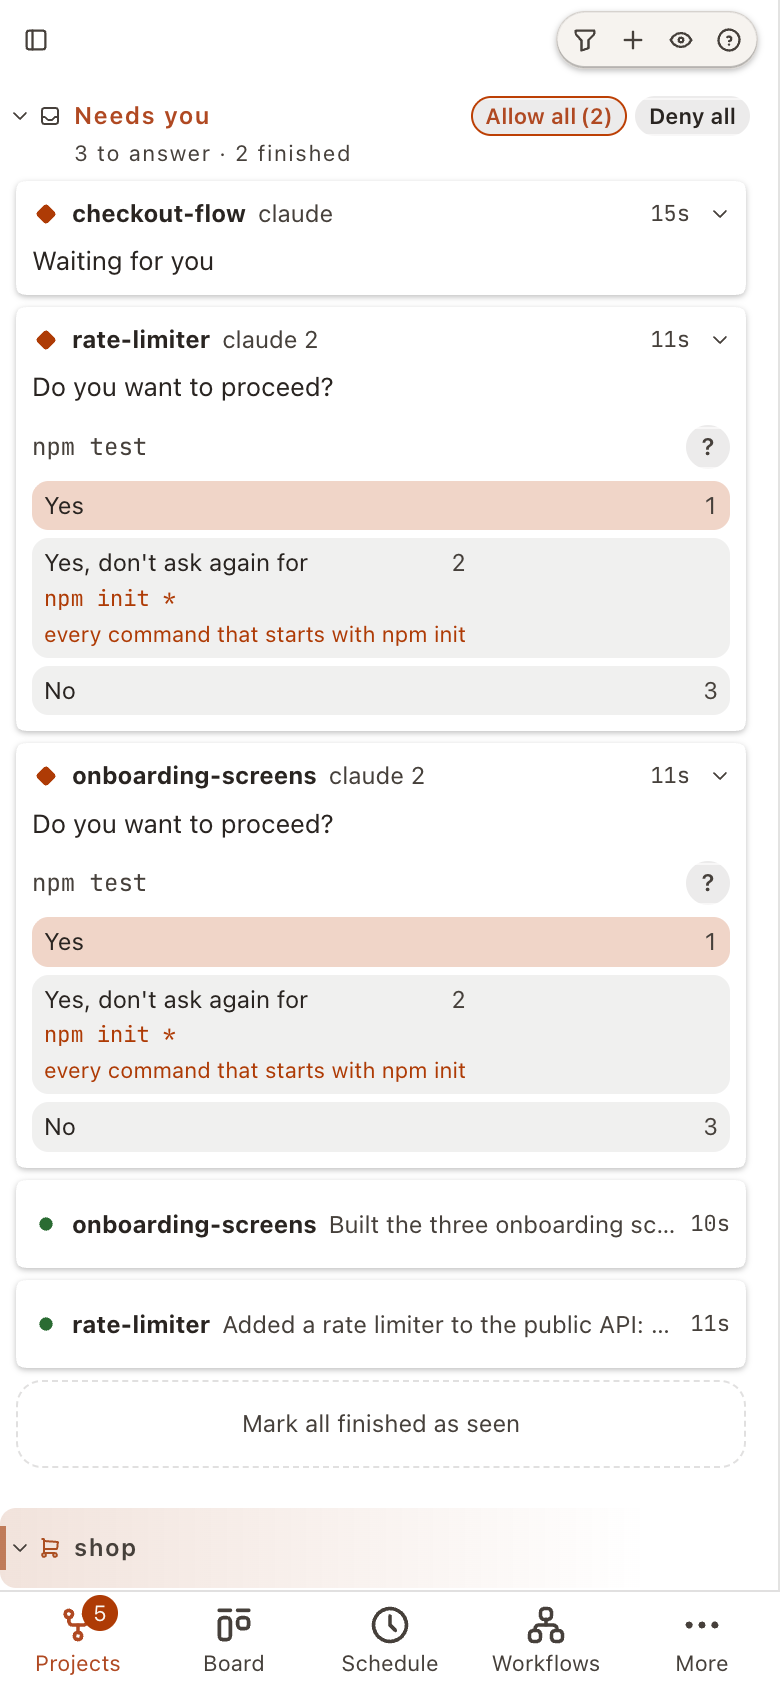 Needs you
Allow all (2)
Deny all
3 to answer · 2 finished
checkout-flow claude 15s
Waiting for you
rate-limiter claude 2 11s
Do you want to proceed?
npm test ?
Yes 1
Yes, don't ask again for 2
npm init *
every command that starts with npm init
No 3
onboarding-screens claude 2 11s
Do you want to proceed?
npm test ?
Yes 1
Yes, don't ask again for 2
npm init *
every command that starts with npm init
No 3
onboarding-screens Built the three onboarding sc... 10s
rate-limiter Added a rate limiter to the public API: ... 11s
Mark all finished as seen
shop
5
Projects Board Schedule Workflows More